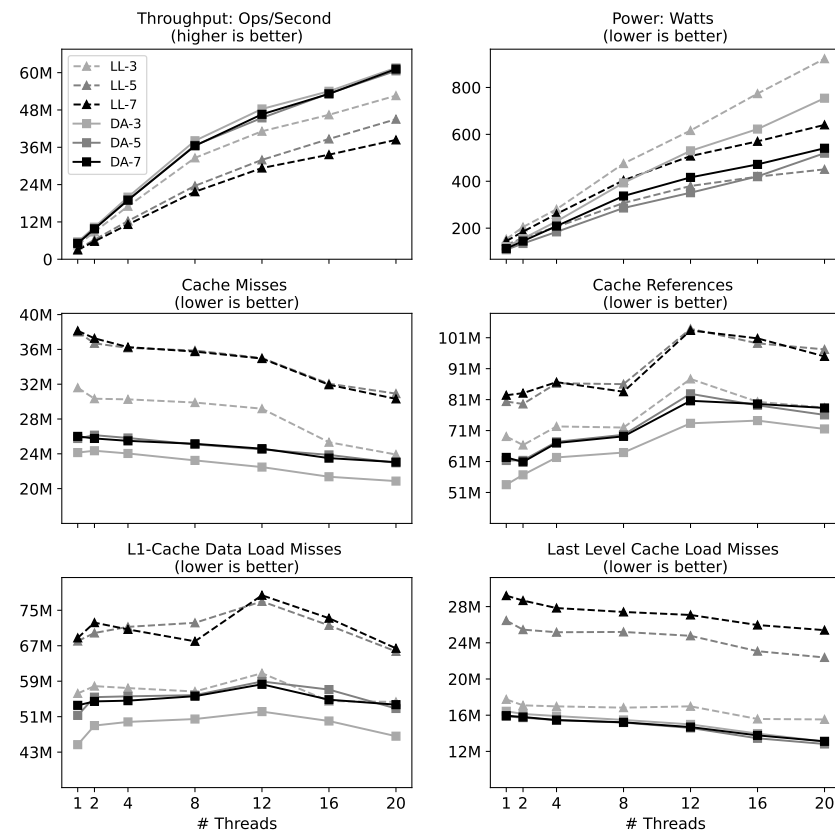 Throughput: Ops/Second
(higher is better)
60M
48M
36M
24M
12M
0
LL-3
LL-5
LL-7
DA-3
DA-5
DA-7
Power: Watts
(lower is better)
800
600
400
200
Cache Misses
(lower is better)
40M
36M
32M
28M
24M
20M
Cache References
(lower is better)
101M
91M
81M
71M
61M
51M
L1-Cache Data Load Misses
(lower is better)
75M
67M
59M
51M
43M
1 2 4 8 12 16 20
# Threads
Last Level Cache Load Misses
(lower is better)
28M
24M
20M
16M
12M
1 2 4 8 12 16 20
# Threads